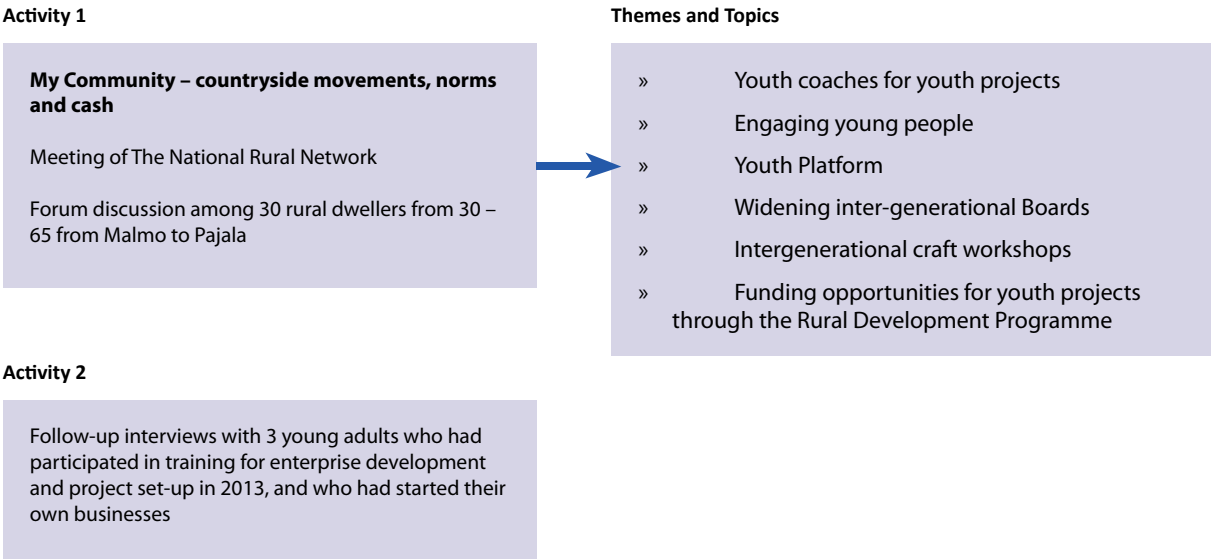 Activity 1
My Community – countryside movements, norms
and cash
Meeting of The National Rural Network
Forum discussion among 30 rural dwellers from 30 –
65 from Malmo to Pajala
Themes and Topics
» Youth coaches for youth projects
» Engaging young people
» Youth Platform
» Widening inter-generational Boards
» Intergenerational craft workshops
» Funding opportunities for youth projects
through the Rural Development Programme
Activity 2
Follow-up interviews with 3 young adults who had
participated in training for enterprise development
and project set-up in 2013, and who had started their
own businesses